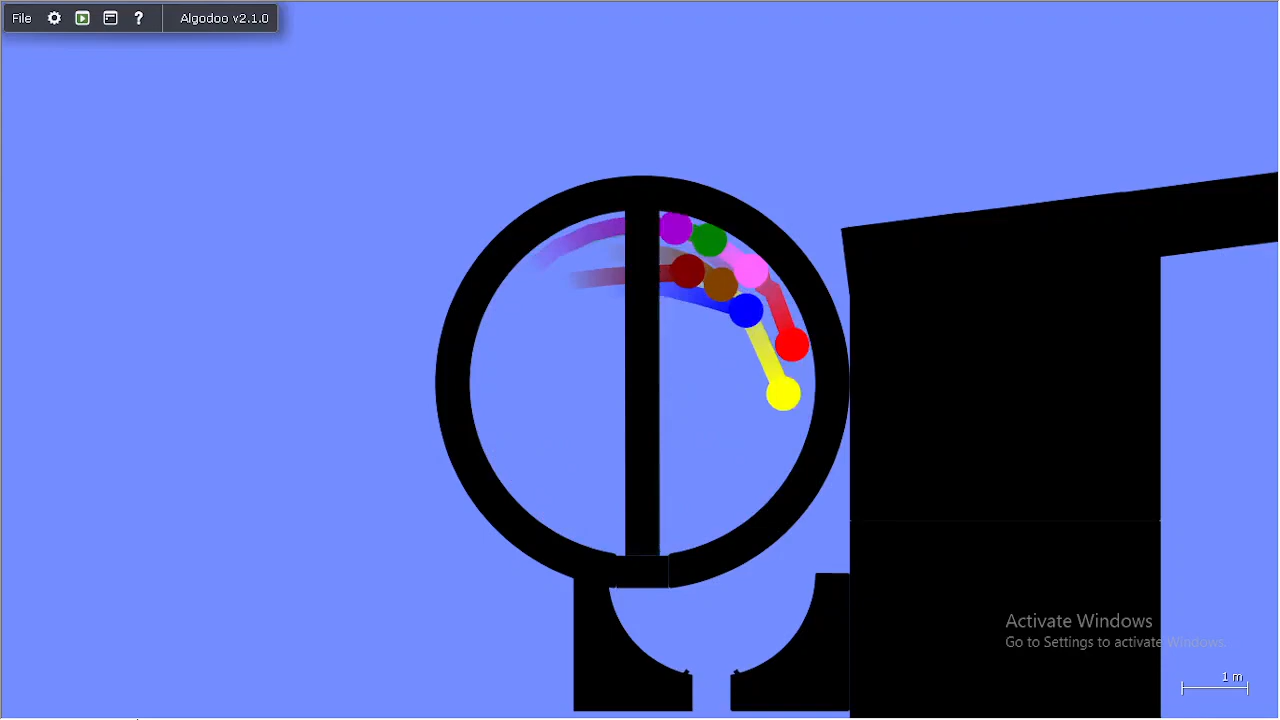 File ? Algodoo v2.1.0
Activate Windows
Go to Settings to activate Windows.
1 m